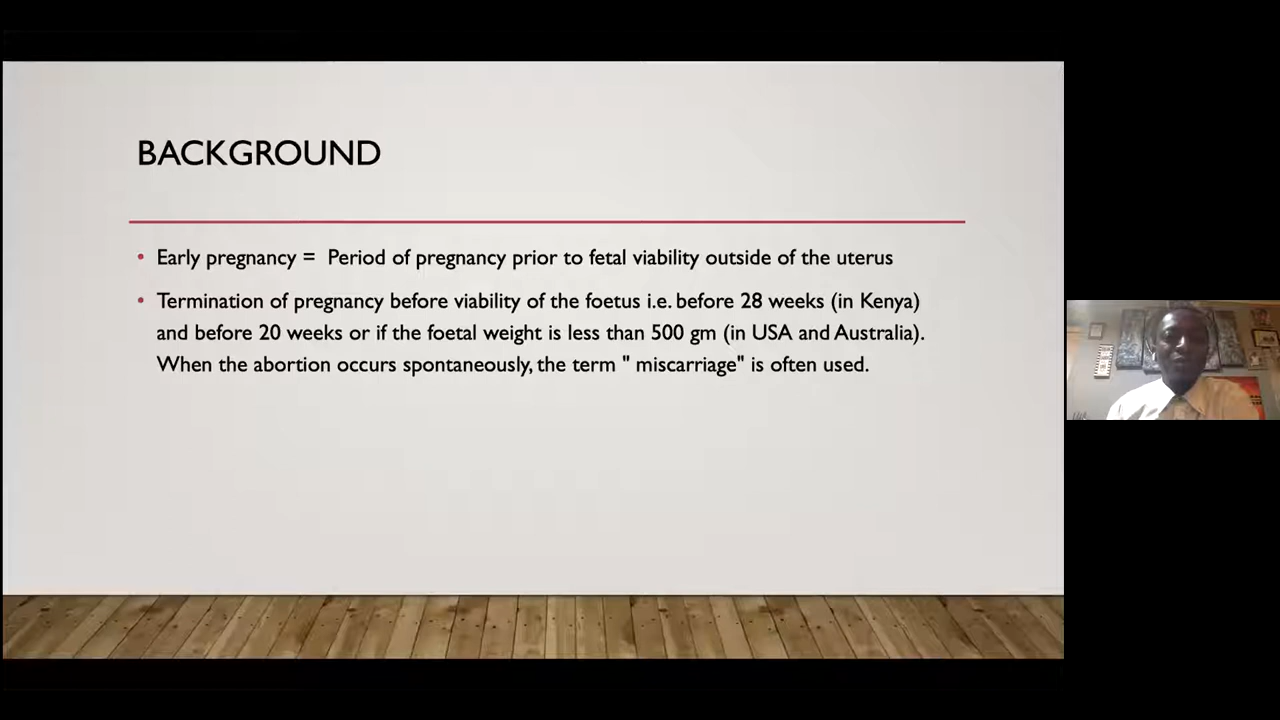 BACKGROUND
• Early pregnancy = Period of pregnancy prior to fetal viability outside of the uterus
• Termination of pregnancy before viability of the foetus i.e. before 28 weeks (in Kenya)
and before 20 weeks or if the foetal weight is less than 500 gm (in USA and Australia).
When the abortion occurs spontaneously, the term " miscarriage" is often used.